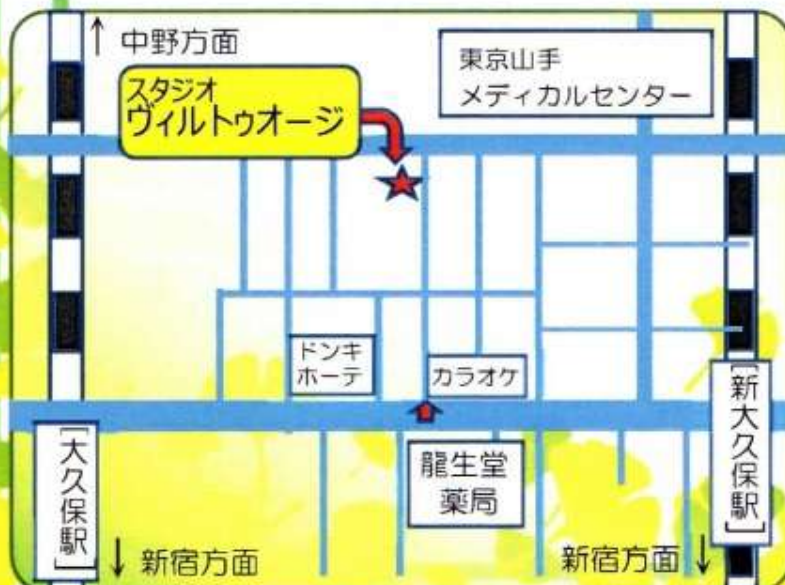 ↑ 中野方面
東京山手
メディカルセンター
スタジオ
ヴィルトゥオージ
ドンキ
ホーテ
カラオケ
[新大久保駅]
[大久保駅]
龍生堂
薬局
↓ 新宿方面
新宿方面 ↓